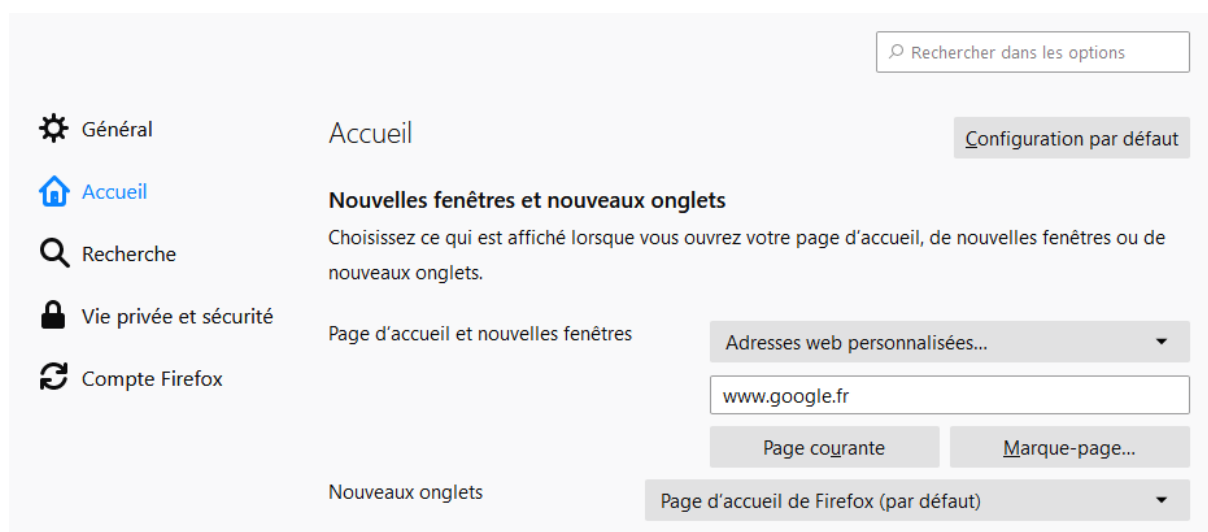 Rechercher dans les options
Général
Accueil
Recherche
Vie privée et sécurité
Compte Firefox
Accueil
Configuration par défaut
Nouvelles fenêtres et nouveaux onglets
Choisissez ce qui est affiché lorsque vous ouvrez votre page d’accueil, de nouvelles fenêtres ou de
nouveaux onglets.
Page d’accueil et nouvelles fenêtres
Adresses web personnalisées...
www.google.fr
Page courante
Marque-page...
Nouveaux onglets
Page d’accueil de Firefox (par défaut)